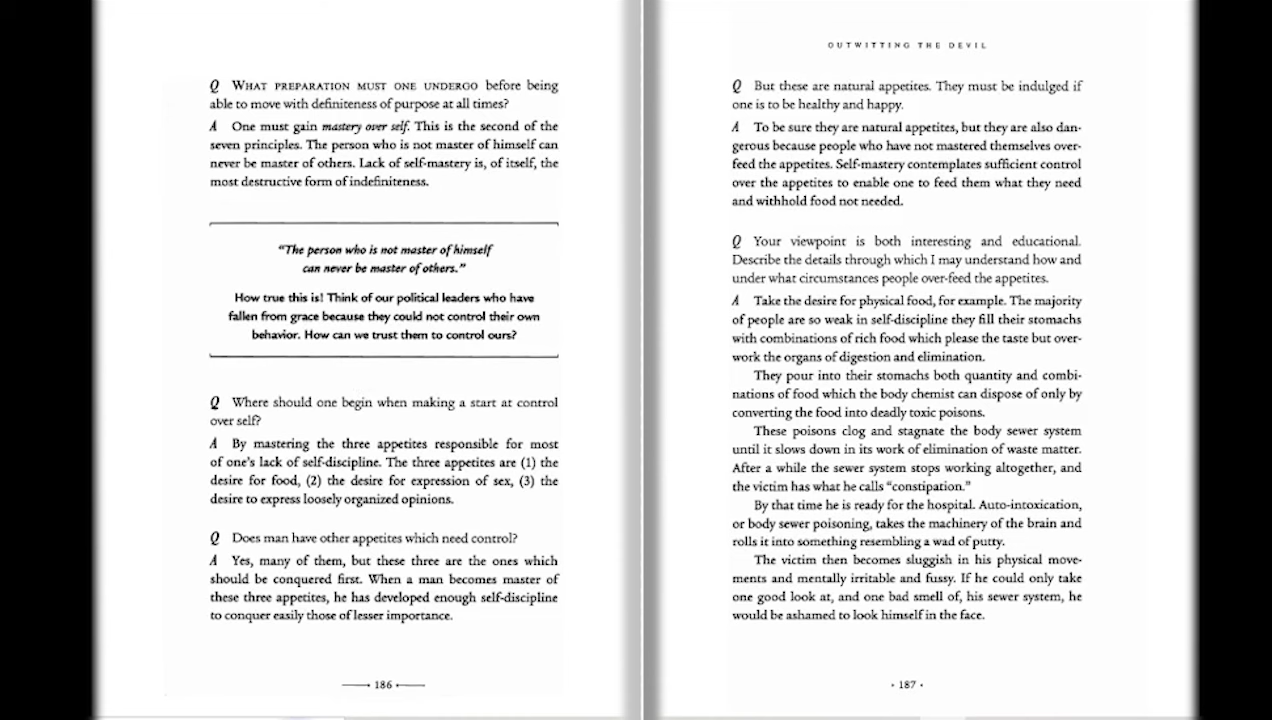 Q WHAT PREPARATION MUST ONE UNDERGO before being
able to move with definiteness of purpose at all times?
A One must gain mastery over self. This is the second of the
seven principles. The person who is not master of himself can
never be master of others. Lack of self-mastery is, of itself, the
most destructive form of indefiniteness.
“The person who is not master of himself
can never be master of others.”
How true this is! Think of our political leaders who have
fallen from grace because they could not control their own
behavior. How can we trust them to control ours?
Q Where should one begin when making a start at control
over self?
A By mastering the three appetites responsible for most
of one's lack of self-discipline. The three appetites are (1) the
desire for food, (2) the desire for expression of sex, (3) the
desire to express loosely organized opinions.
Q Does man have other appetites which need control?
A Yes, many of them, but these three are the ones which
should be conquered first. When a man becomes master of
these three appetites, he has developed enough self-discipline
to conquer easily those of lesser importance.
186
OUTWITTING THE DEVIL
Q But these are natural appetites. They must be indulged if
one is to be healthy and happy.
A To be sure they are natural appetites, but they are also dan-
gerous because people who have not mastered themselves over-
feed the appetites. Self-mastery contemplates sufficient control
over the appetites to enable one to feed them what they need
and withhold food not needed.
Q Your viewpoint is both interesting and educational.
Describe the details through which I may understand how and
under what circumstances people over-feed the appetites.
A Take the desire for physical food, for example. The majority
of people are so weak in self-discipline they fill their stomachs
with combinations of rich food which please the taste but over-
work the organs of digestion and elimination.
They pour into their stomachs both quantity and combi-
nations of food which the body chemist can dispose of only by
converting the food into deadly toxic poisons.
These poisons clog and stagnate the body sewer system
until it slows down in its work of elimination of waste matter.
After a while the sewer system stops working altogether, and
the victim has what he calls “constipation.”
By that time he is ready for the hospital. Auto-intoxication,
or body sewer poisoning, takes the machinery of the brain and
rolls it into something resembling a wad of putty.
The victim then becomes sluggish in his physical move-
ments and mentally irritable and fussy. If he could only take
one good look at, and one bad smell of, his sewer system, he
would be ashamed to look himself in the face.
· 187 ·